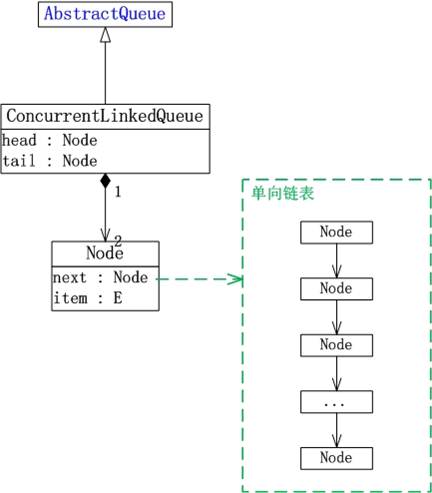 AbstractQueue
ConcurrentLinkedQueue
head : Node
tail : Node
1
2
Node
next : Node
item : E
单向链表
Node
Node
Node
...
Node